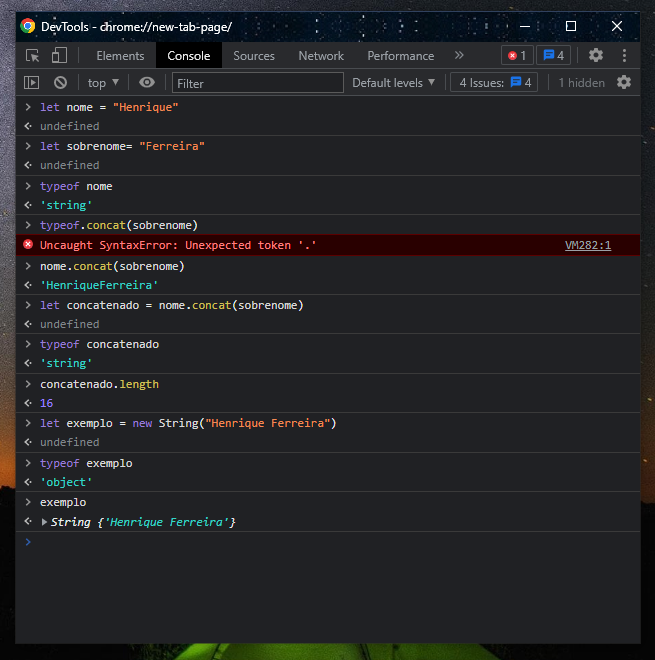 DevTools - chrome://new-tab-page/
Elements Console Sources Network Performance » 1 4
top ▼ Filter Default levels ▼ 4 Issues: 4 1 hidden
> let nome = "Henrique"
<· undefined
> let sobrenome= "Ferreira"
<· undefined
> typeof nome
<· 'string'
> typeof.concat(sobrenome)
Uncaught SyntaxError: Unexpected token '.' VM282:1
> nome.concat(sobrenome)
<· 'HenriqueFerreira'
> let concatenado = nome.concat(sobrenome)
<· undefined
> typeof concatenado
<· 'string'
> concatenado.length
<· 16
> let exemplo = new String("Henrique Ferreira")
<· undefined
> typeof exemplo
<· 'object'
> exemplo
<· ▶ String {'Henrique Ferreira'}
>